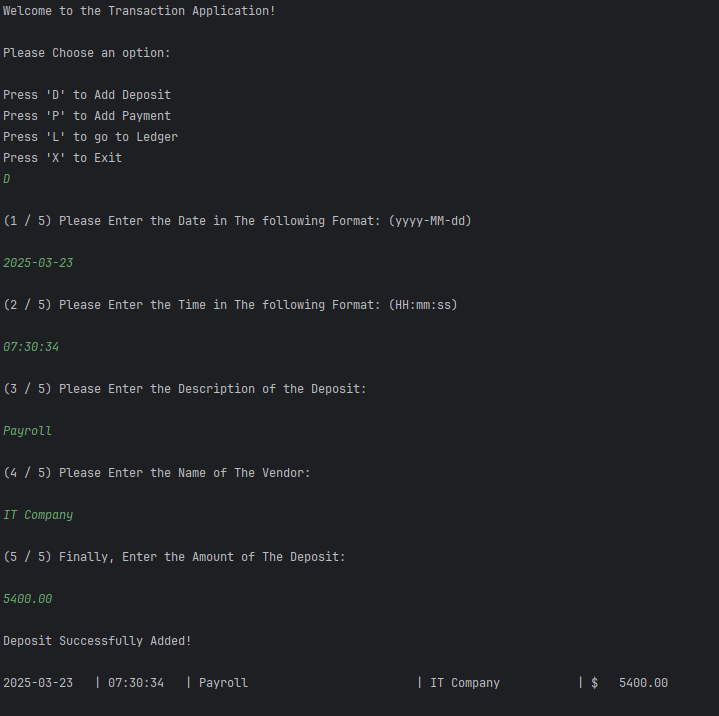 Welcome to the Transaction Application!
Please Choose an option:
Press 'D' to Add Deposit
Press 'P' to Add Payment
Press 'L' to go to Ledger
Press 'X' to Exit
D
(1 / 5) Please Enter the Date in The following Format: (yyyy-MM-dd)
2025-03-23
(2 / 5) Please Enter the Time in The following Format: (HH:mm:ss)
07:30:34
(3 / 5) Please Enter the Description of the Deposit:
Payroll
(4 / 5) Please Enter the Name of The Vendor:
IT Company
(5 / 5) Finally, Enter the Amount of The Deposit:
5400.00
Deposit Successfully Added!
2025-03-23   | 07:30:34   | Payroll                        | IT Company           | $   5400.00